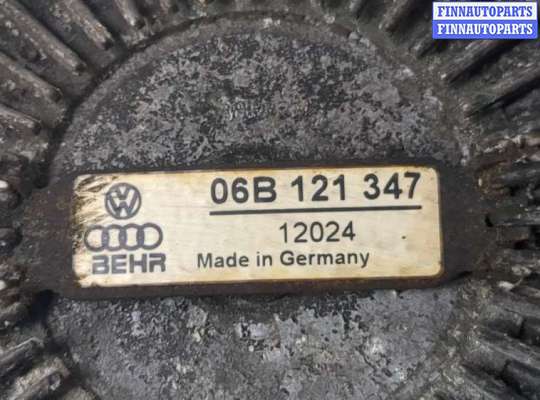 FINNAUTOPARTS
FINNAUTOPARTS
06B 121 347
12024
BEHR
Made in Germany